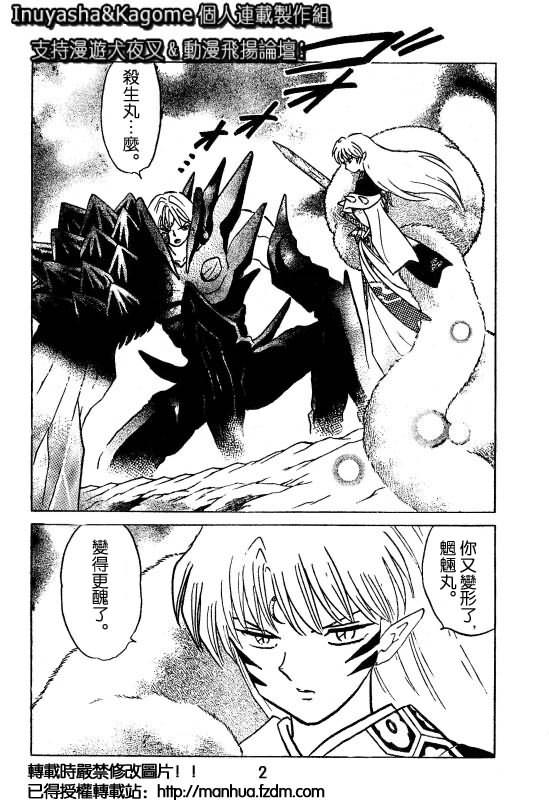 Inuyasha&Kagome 個人連載製作組
支持漫遊犬夜叉&動漫飛揚論壇:
殺生丸…
麼。
你又變形了,
魍魎丸。
變得更醜了。
轉載時嚴禁修改圖片!!
2
已得授權轉載站：http://manhua.fzdm.com